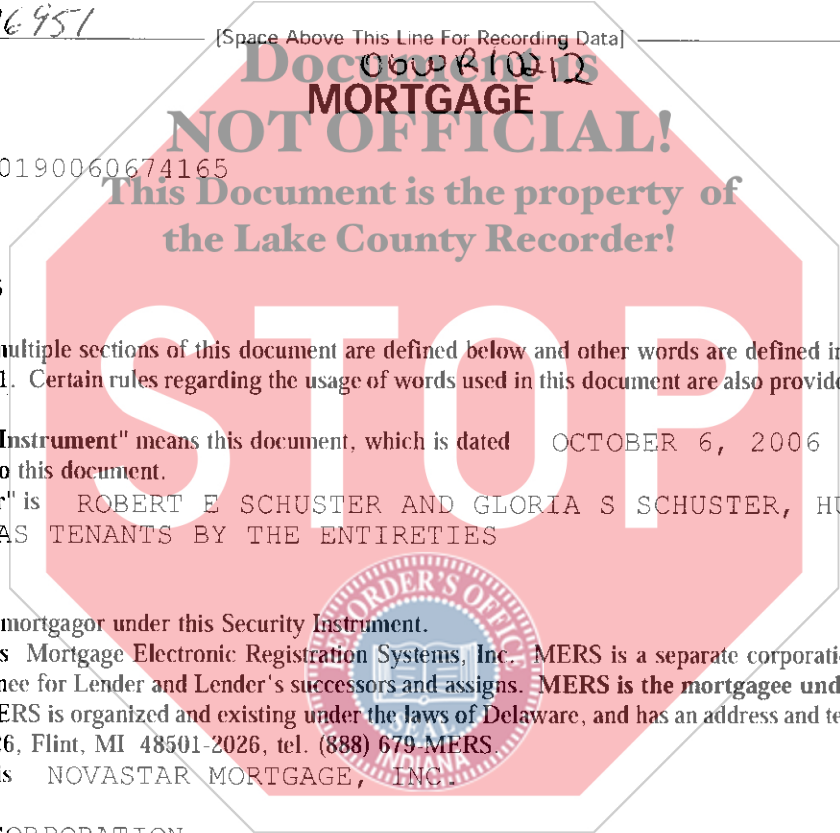 6951
[Space Above This Line For Recording Data]
Document is
MORTGAGE
NOT OFFICIAL!
0190060674165
This Document is the property of
the Lake County Recorder!
STOP
multiple sections of this document are defined below and other words are defined in
1. Certain rules regarding the usage of words used in this document are also provide
Instrument" means this document, which is dated OCTOBER 6, 2006
o this document.
r" is ROBERT E SCHUSTER AND GLORIA S SCHUSTER, HU
AS TENANTS BY THE ENTIRETIES
RECORDER'S OFFICE
mortgagor under this Security Instrument.
s Mortgage Electronic Registration Systems, Inc. MERS is a separate corporati
nee for Lender and Lender's successors and assigns. MERS is the mortgagee und
ERS is organized and existing under the laws of Delaware, and has an address and te
26, Flint, MI 48501-2026, tel. (888) 679-MERS.
SEAL
INDIANA
is NOVASTAR MORTGAGE, INC.
CORPORATION